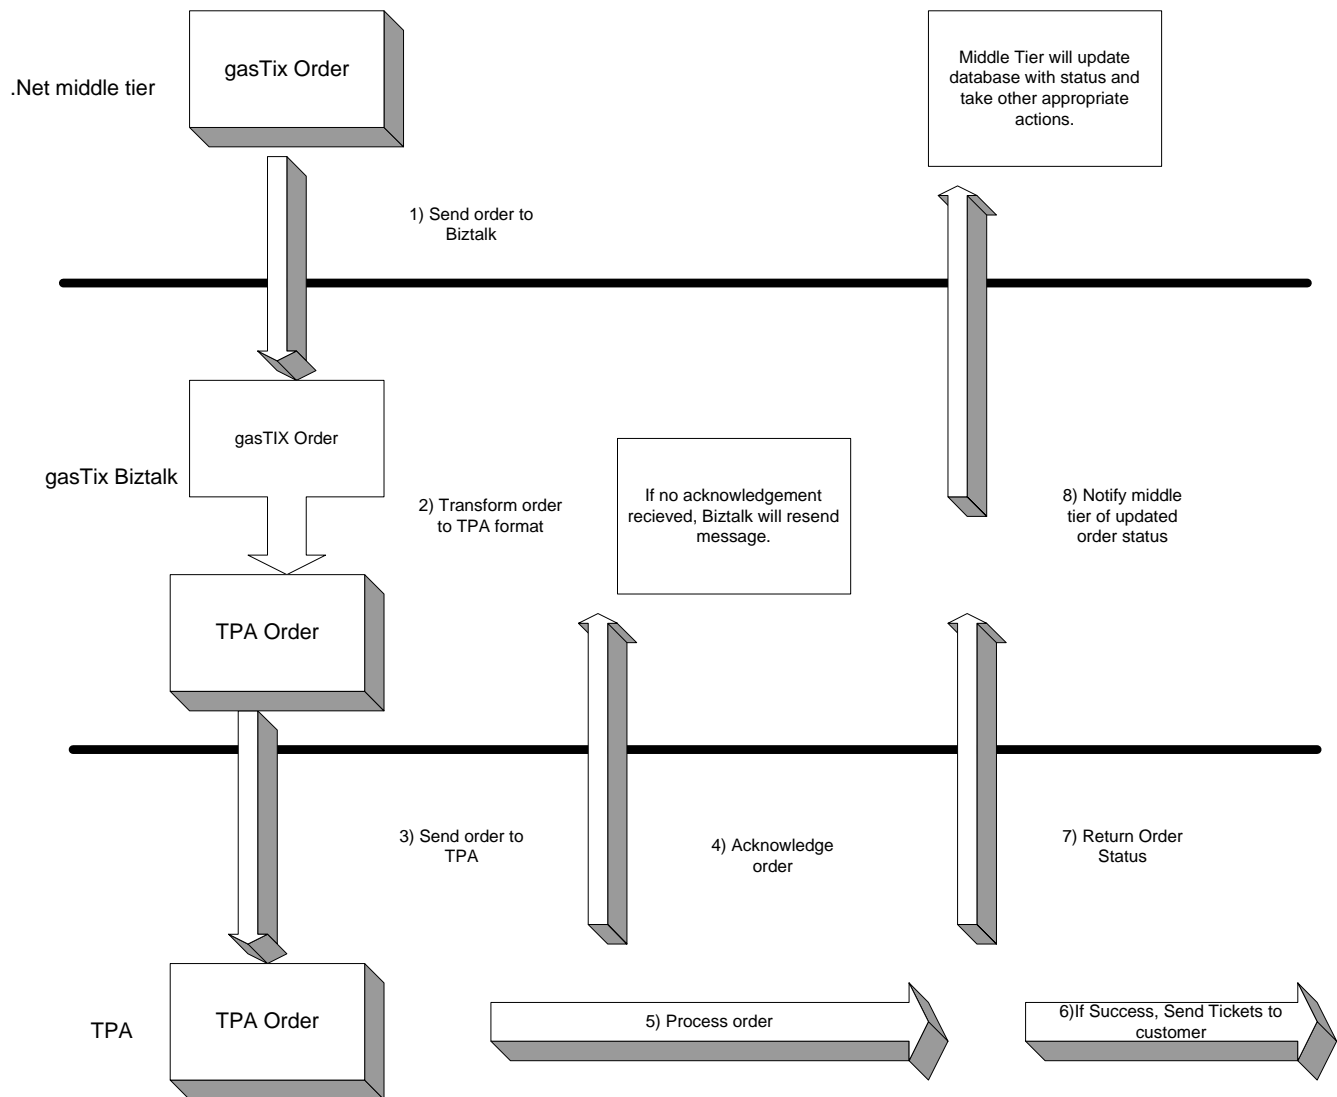 gasTix Order
.Net middle tier
Middle Tier will update
database with status and
take other appropriate
actions.
1) Send order to
Biztalk
gasTIX Order
gasTix Biztalk
2) Transform order
to TPA format
If no acknowledgement
recieved, Biztalk will resend
message.
8) Notify middle
tier of updated
order status
TPA Order
3) Send order to
TPA
4) Acknowledge
order
7) Return Order
Status
TPA Order
TPA
5) Process order
6)If Success, Send Tickets to
customer